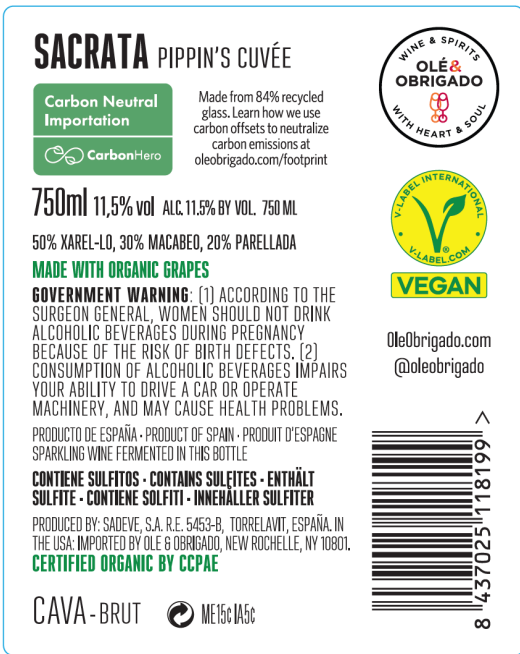 SACRATA PIPPIN'S CUVÉE
WINE & SPIRITS
OLÉ&
OBRIGADO
WITH HEART & SOUL
Carbon Neutral
Importation
CarbonHero
Made from 84% recycled
glass. Learn how we use
carbon offsets to neutralize
carbon emissions at
oleobrigado.com/footprint
750ml 11,5% vol ALC. 11.5% BY VOL. 750 ML
50% XAREL-LO, 30% MACABEO, 20% PARELLADA
MADE WITH ORGANIC GRAPES
GOVERNMENT WARNING: (1) ACCORDING TO THE
SURGEON GENERAL, WOMEN SHOULD NOT DRINK
ALCOHOLIC BEVERAGES DURING PREGNANCY
BECAUSE OF THE RISK OF BIRTH DEFECTS. (2)
CONSUMPTION OF ALCOHOLIC BEVERAGES IMPAIRS
YOUR ABILITY TO DRIVE A CAR OR OPERATE
MACHINERY, AND MAY CAUSE HEALTH PROBLEMS.
PRODUCTO DE ESPAÑA · PRODUCT OF SPAIN · PRODUIT D'ESPAGNE
SPARKLING WINE FERMENTED IN THIS BOTTLE
CONTIENE SULFITOS · CONTAINS SULFITES · ENTHÄLT
SULFITE · CONTIENE SOLFITI · INNEHÅLLER SULFITER
PRODUCED BY: SADEVE, S.A. R.E. 5453-B, TORRELAVIT, ESPAÑA. IN
THE USA: IMPORTED BY OLE & OBRIGADO, NEW ROCHELLE, NY 10801.
CERTIFIED ORGANIC BY CCPAE
CAVA - BRUT ME15¢ IA5¢
V-LABEL INTERNATIONAL
V-LABEL.COM
®
VEGAN
OleObrigado.com
@oleobrigado
8 437025 118199 >